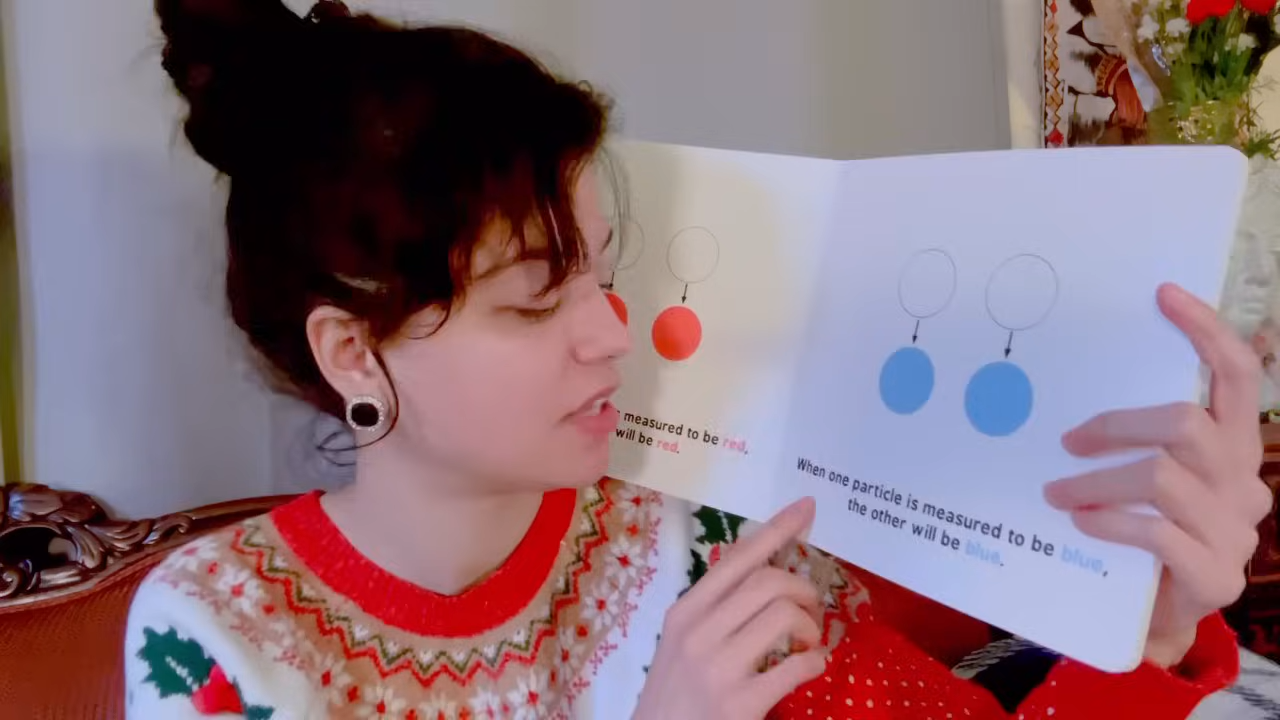 measured to be red,
will be red.
When one particle is measured to be blue,
the other will be blue.